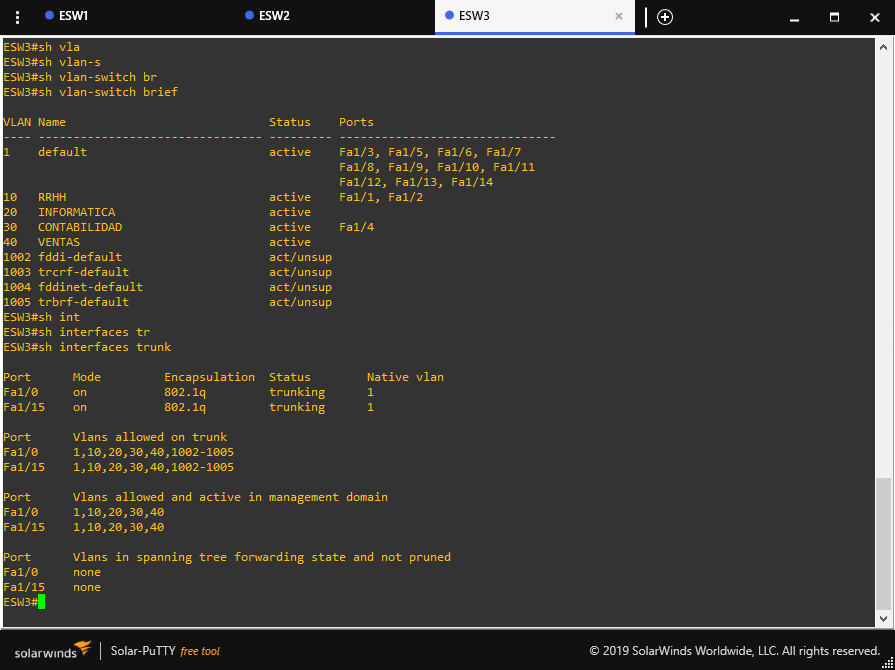 ESW1 ESW2 ESW3
ESW3#sh vla
ESW3#sh vlan-s
ESW3#sh vlan-switch br
ESW3#sh vlan-switch brief
VLAN Name                             Status    Ports
---- -------------------------------- --------- -------------------------------
1    default                          active    Fa1/3, Fa1/5, Fa1/6, Fa1/7
                                                Fa1/8, Fa1/9, Fa1/10, Fa1/11
                                                Fa1/12, Fa1/13, Fa1/14
10   RRHH                             active    Fa1/1, Fa1/2
20   INFORMATICA                      active
30   CONTABILIDAD                     active    Fa1/4
40   VENTAS                           active
1002 fddi-default                     act/unsup
1003 trcrf-default                    act/unsup
1004 fddinet-default                  act/unsup
1005 trbrf-default                    act/unsup
ESW3#sh int
ESW3#sh interfaces tr
ESW3#sh interfaces trunk
Port      Mode         Encapsulation  Status        Native vlan
Fa1/0     on           802.1q         trunking      1
Fa1/15    on           802.1q         trunking      1
Port      Vlans allowed on trunk
Fa1/0     1,10,20,30,40,1002-1005
Fa1/15    1,10,20,30,40,1002-1005
Port      Vlans allowed and active in management domain
Fa1/0     1,10,20,30,40
Fa1/15    1,10,20,30,40
Port      Vlans in spanning tree forwarding state and not pruned
Fa1/0     none
Fa1/15    none
ESW3#
solarwinds Solar-PuTTY free tool © 2019 SolarWinds Worldwide, LLC. All rights reserved.